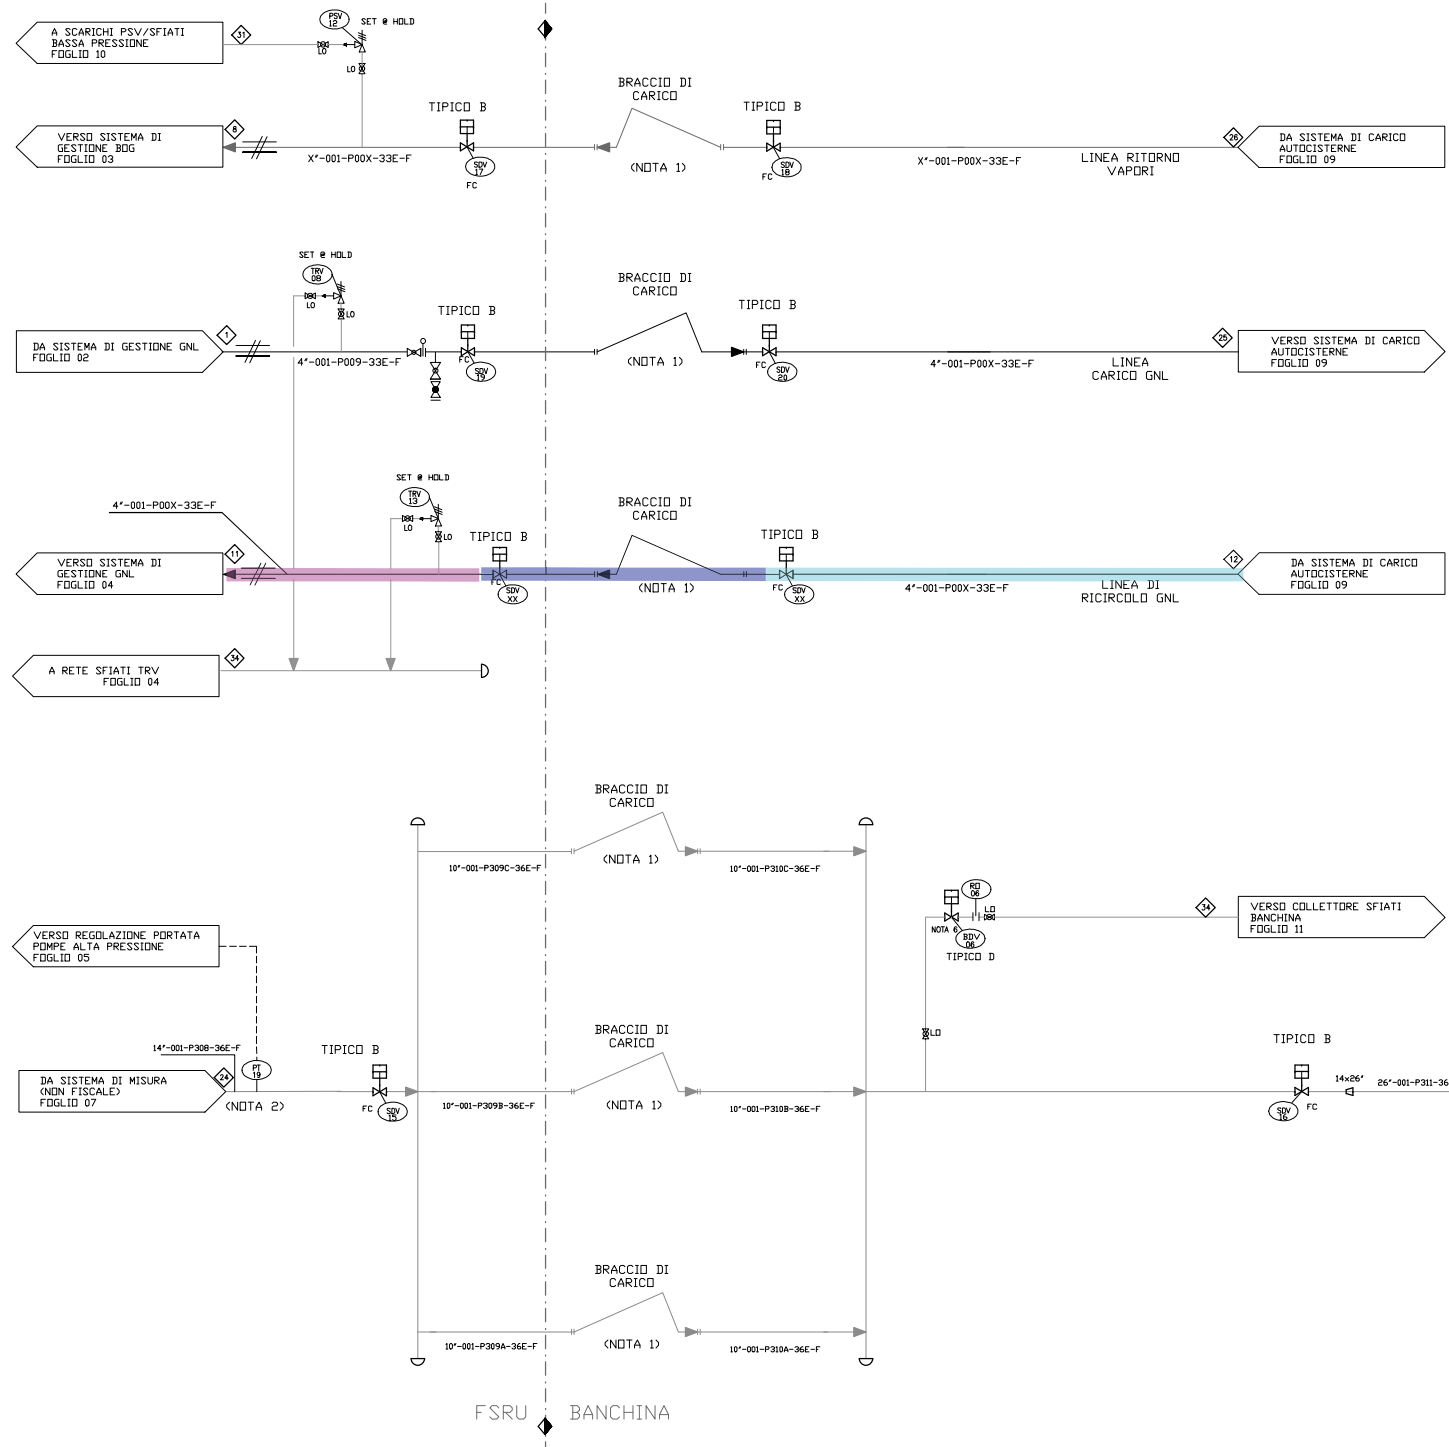 A SCARICHI PSV/SFIATI
BASSA PRESSIONE
FOGLIO 10
31
PSV
12
SET @ HOLD
LO
LO
VERSO SISTEMA DI
GESTIONE BOG
FOGLIO 03
8
X"-001-P00X-33E-F
TIPICO B
SDV
17
FC
BRACCIO DI
CARICO
(NOTA 1)
TIPICO B
FC
SDV
18
X"-001-P00X-33E-F
LINEA RITORNO
VAPORI
26
DA SISTEMA DI CARICO
AUTOCISTERNE
FOGLIO 09
SET @ HOLD
TRV
08
LO
LO
DA SISTEMA DI GESTIONE GNL
FOGLIO 02
1
4"-001-P009-33E-F
TIPICO B
FC
SDV
19
BRACCIO DI
CARICO
(NOTA 1)
TIPICO B
FC
SDV
20
4"-001-P00X-33E-F
LINEA
CARICO GNL
25
VERSO SISTEMA DI CARICO
AUTOCISTERNE
FOGLIO 09
SET @ HOLD
TRV
13
LO
LO
4"-001-P00X-33E-F
VERSO SISTEMA DI
GESTIONE GNL
FOGLIO 04
11
TIPICO B
FC
SDV
XX
BRACCIO DI
CARICO
(NOTA 1)
TIPICO B
FC
SDV
XX
4"-001-P00X-33E-F
LINEA DI
RICIRCOLO GNL
12
DA SISTEMA DI CARICO
AUTOCISTERNE
FOGLIO 09
A RETE SFIATI TRV
FOGLIO 04
34
BRACCIO DI
CARICO
(NOTA 1)
10"-001-P309C-36E-F
10"-001-P310C-36E-F
VERSO REGOLAZIONE PORTATA
POMPE ALTA PRESSIONE
FOGLIO 05
RO
06
LO
NOTA 6
BDV
06
TIPICO D
34
VERSO COLLETTORE SFIATI
BANCHINA
FOGLIO 11
LO
14"-001-P308-36E-F
DA SISTEMA DI MISURA
(NON FISCALE)
FOGLIO 07
24
PT
19
(NOTA 2)
TIPICO B
FC
SDV
15
BRACCIO DI
CARICO
(NOTA 1)
10"-001-P309B-36E-F
10"-001-P310B-36E-F
TIPICO B
SDV
16
FC
14x26"
26"-001-P311-36
BRACCIO DI
CARICO
(NOTA 1)
10"-001-P309A-36E-F
10"-001-P310A-36E-F
FSRU
BANCHINA